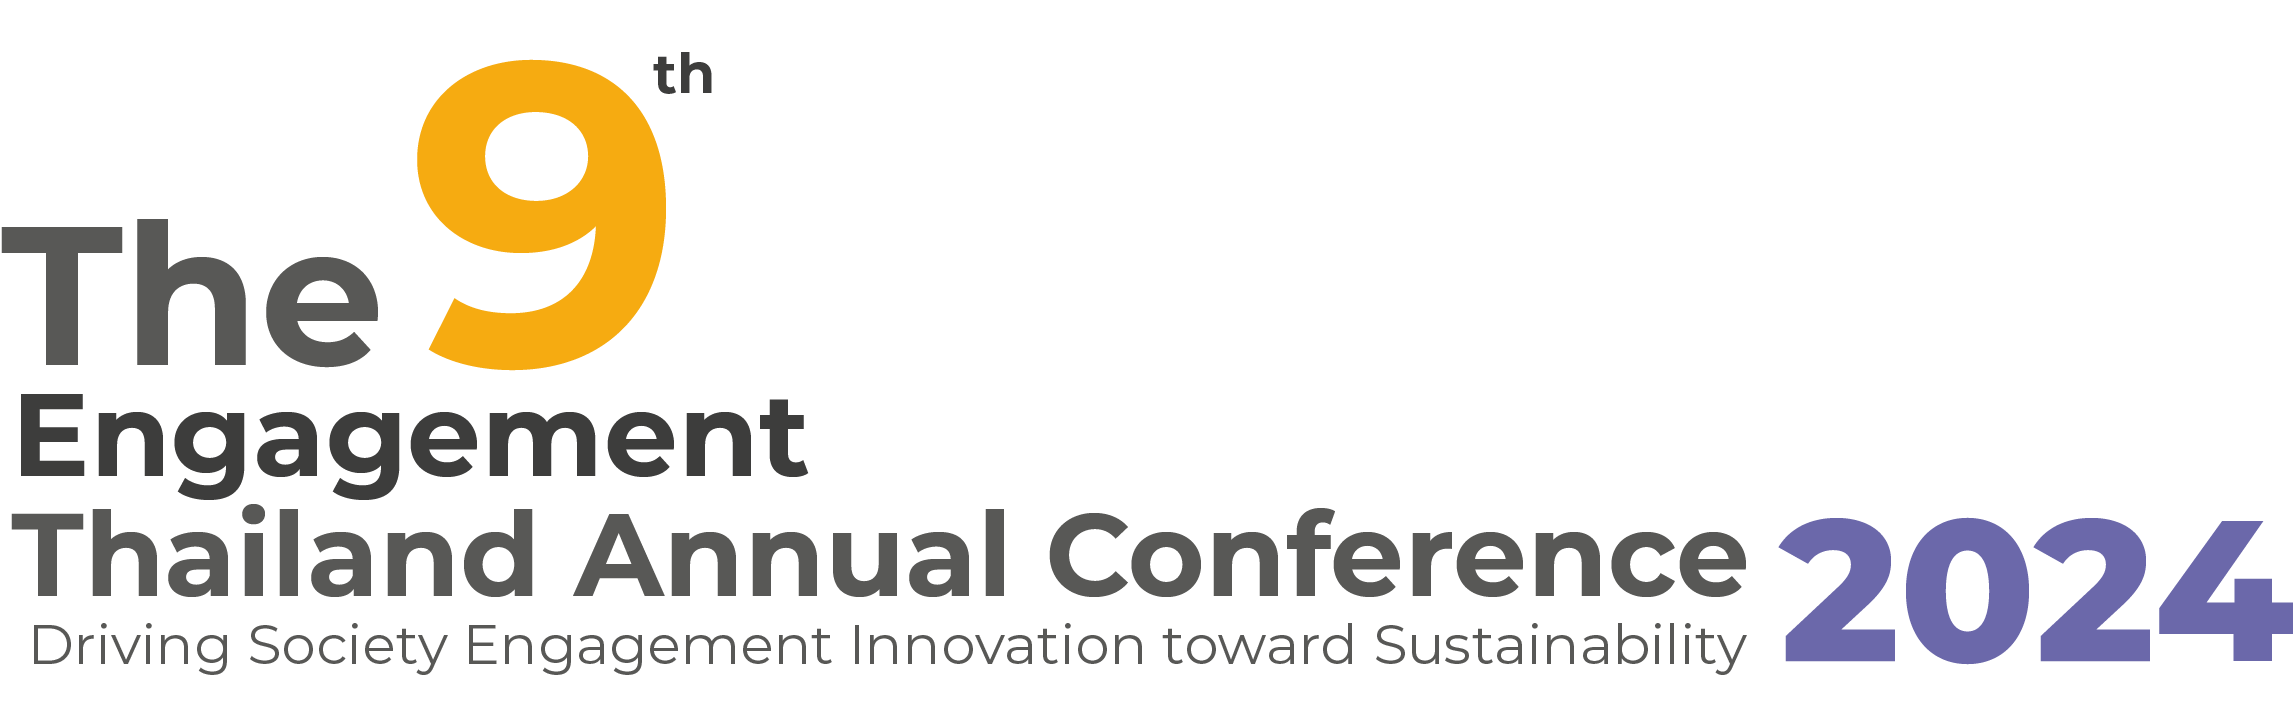 The 9th
Engagement
Thailand Annual Conference 2024
Driving Society Engagement Innovation toward Sustainability